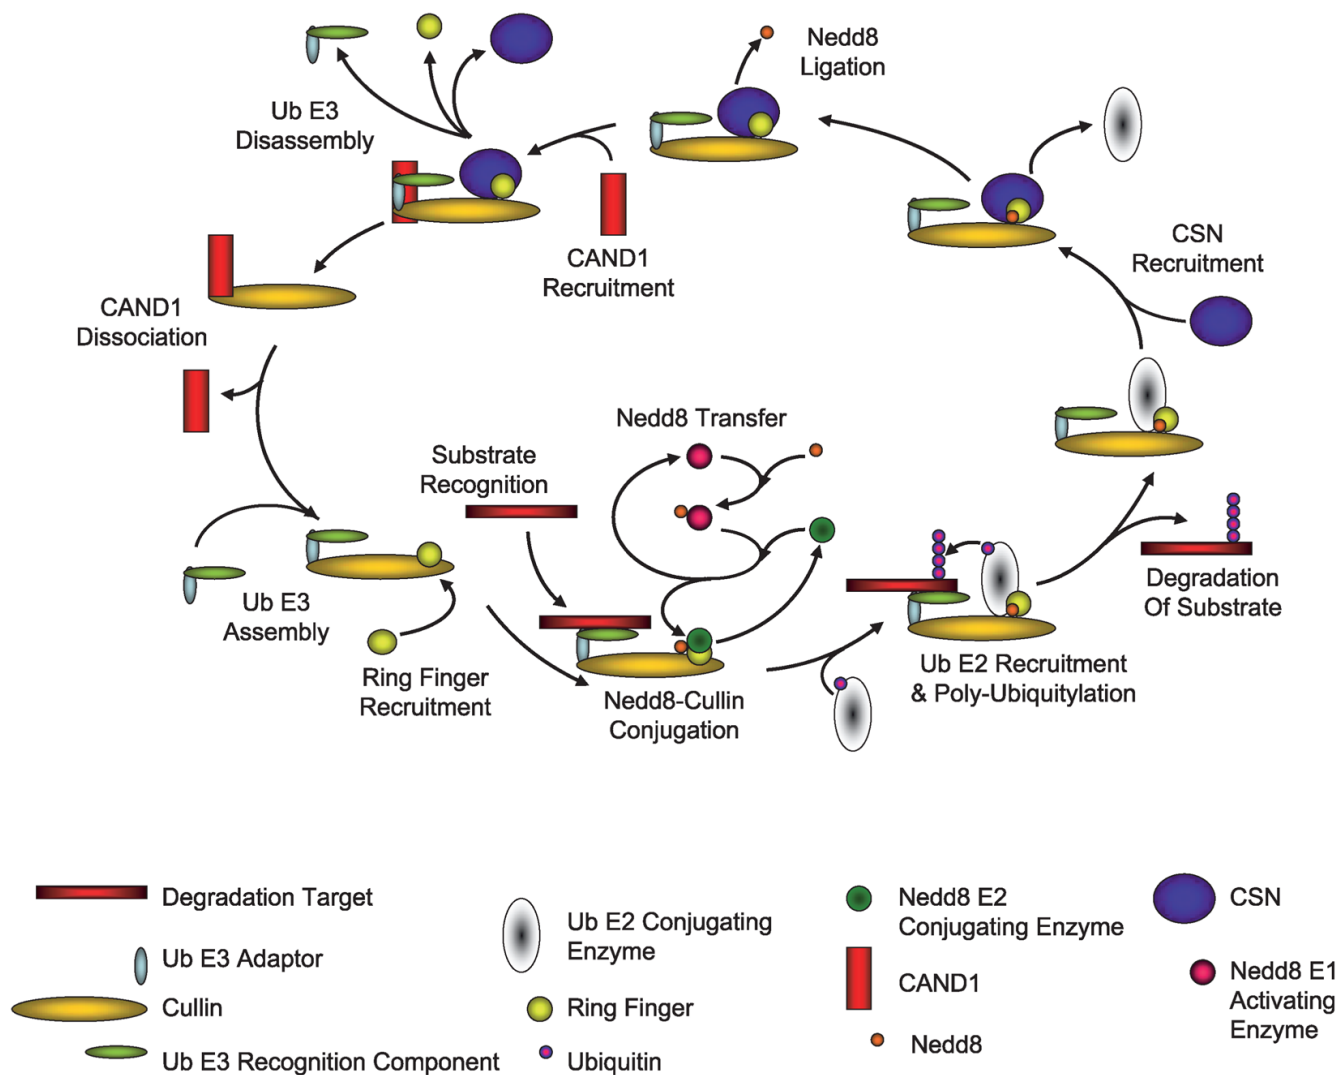 Nedd8
Ligation
Ub E3
Disassembly
CSN
Recruitment
CAND1
Recruitment
CAND1
Dissociation
Nedd8 Transfer
Substrate
Recognition
Ub E3
Assembly
Ring Finger
Recruitment
Nedd8-Cullin
Conjugation
Ub E2 Recruitment
& Poly-Ubiquitylation
Degradation
Of Substrate
Degradation Target
Ub E3 Adaptor
Cullin
Ub E3 Recognition Component
Ub E2 Conjugating
Enzyme
Ring Finger
Ubiquitin
Nedd8 E2
Conjugating Enzyme
CAND1
Nedd8
CSN
Nedd8 E1
Activating
Enzyme